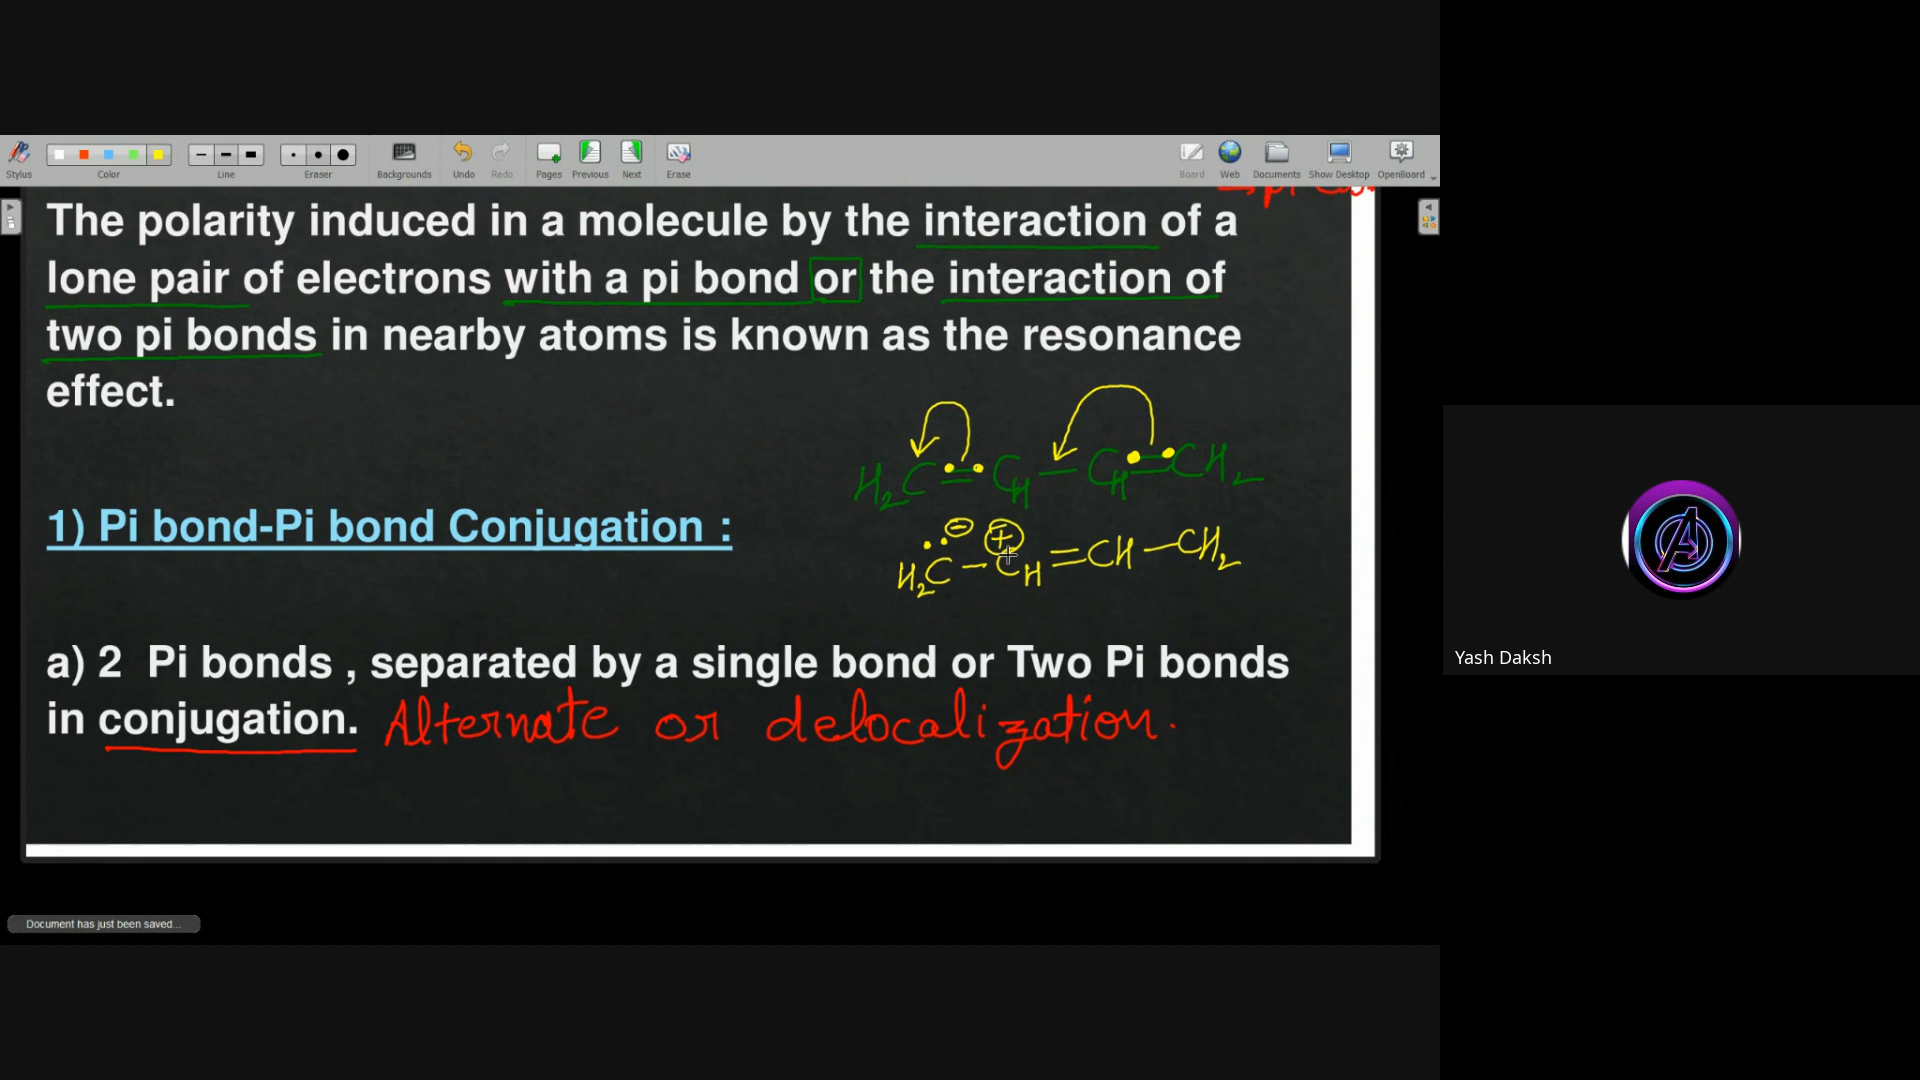 Stylus
Color
Line
Eraser
Backgrounds
Undo
Redo
Pages
Previous
Next
Erase
Board
Web
Documents
Show Desktop
OpenBoard
The polarity induced in a molecule by the interaction of a
lone pair of electrons with a pi bond or the interaction of
two pi bonds in nearby atoms is known as the resonance
effect.
H₂C = CH — CH = CH₂
1) Pi bond-Pi bond Conjugation :
H₂C̈ ⊖ — ⊕ CH = CH — CH₂
a) 2 Pi bonds , separated by a single bond or Two Pi bonds
in conjugation. Alternate or delocalization.
Yash Daksh
Document has just been saved...